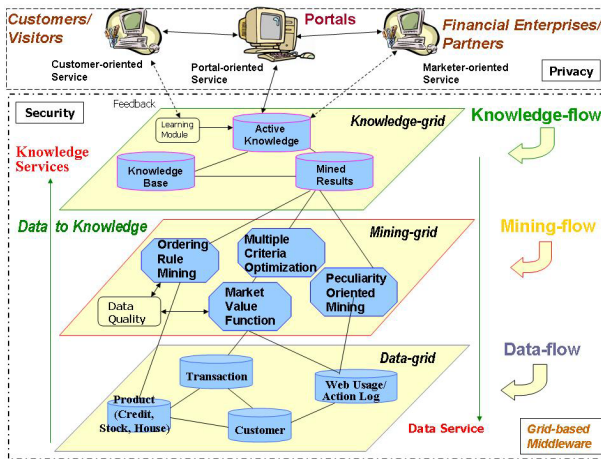 Customers/
Visitors
Portals
Financial Enterprises/
Partners
Customer-oriented
Service
Portal-oriented
Service
Marketer-oriented
Service
Privacy
Security
Feedback
Learning
Module
Active
Knowledge
Knowledge-grid
Knowledge-flow
Knowledge
Services
Knowledge
Base
Mined
Results
Data to Knowledge
Ordering
Rule
Mining
Multiple
Criteria
Optimization
Mining-grid
Mining-flow
Data
Quality
Market
Value
Function
Peculiarity
Oriented
Mining
Data-grid
Data-flow
Transaction
Web Usage/
Action Log
Product
(Credit,
Stock, House)
Customer
Data Service
Grid-based
Middleware